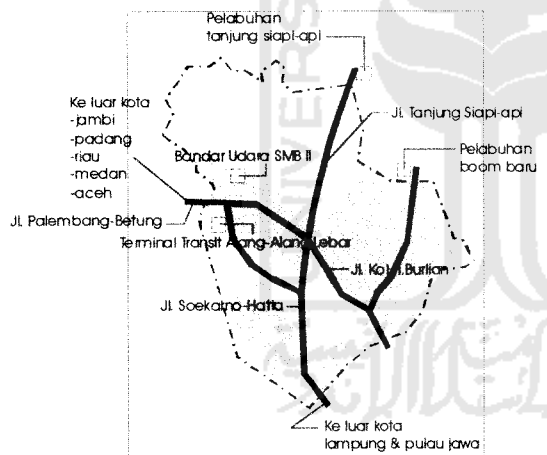 Pelabuhan
tanjung siapi-api
Ke luar kota
-jambi
-padang
-riau
-medan
-aceh
Jl. Tanjung Siapi-api
Bandar Udara SMB II
Pelabuhan
boom baru
Jl. Palembang-Betung
Terminal Transit Alang-Alang Lebar
Jl. Kol. H. Burlian
Jl. Soekarno-Hatta
Ke luar kota
lampung & pulau jawa